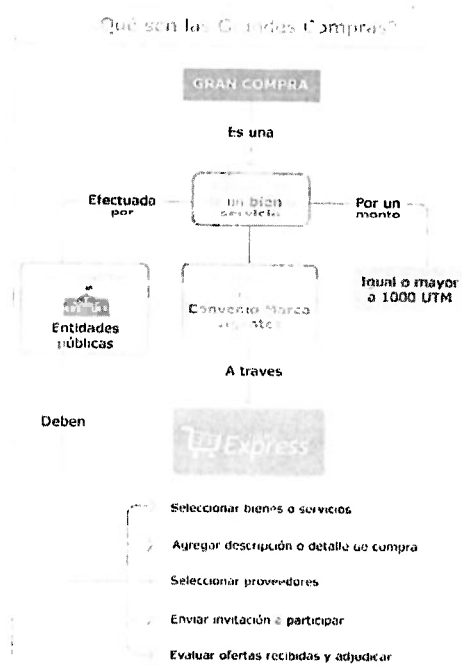 ¿Qué son las Grandes Compras?
GRAN COMPRA
Es una
Efectuada
por
un bien
servicio
Por un
monto
Igual o mayor
a 1000 UTM
Entidades
públicas
Convenio Marco
vigentes
A traves
Deben
Express
Seleccionar bienes o servicios
Agregar descripción o detalle de compra
Seleccionar proveedores
Enviar invitación a participar
Evaluar ofertas recibidas y adjudicar